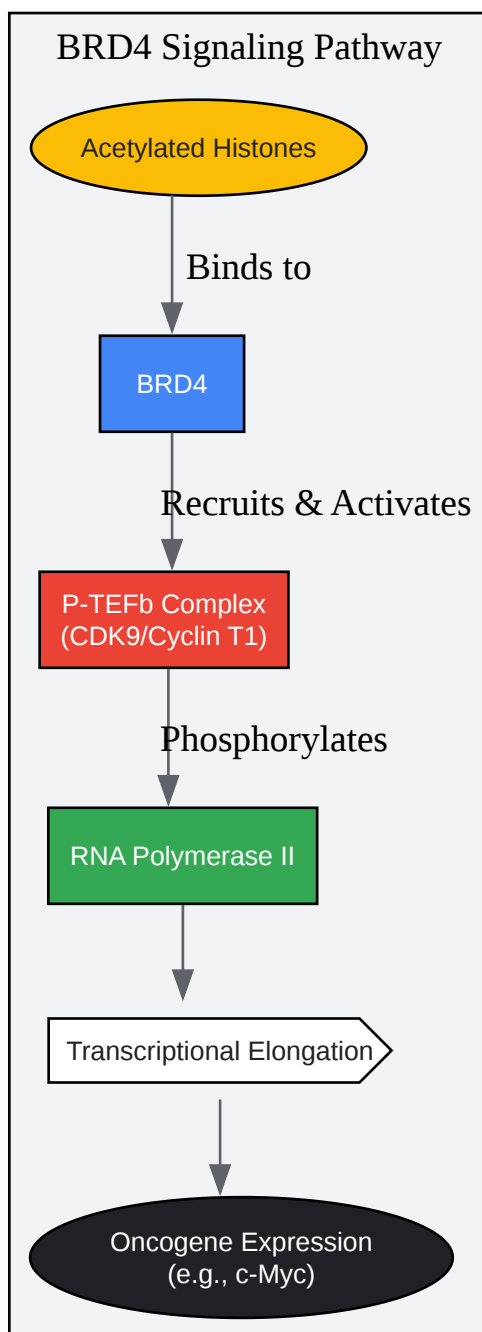 BRD4 Signaling Pathway
Acetylated Histones
Binds to
BRD4
Recruits & Activates
P-TEFb Complex
(CDK9/Cyclin T1)
Phosphorylates
RNA Polymerase II
Transcriptional Elongation
Oncogene Expression
(e.g., c-Myc)